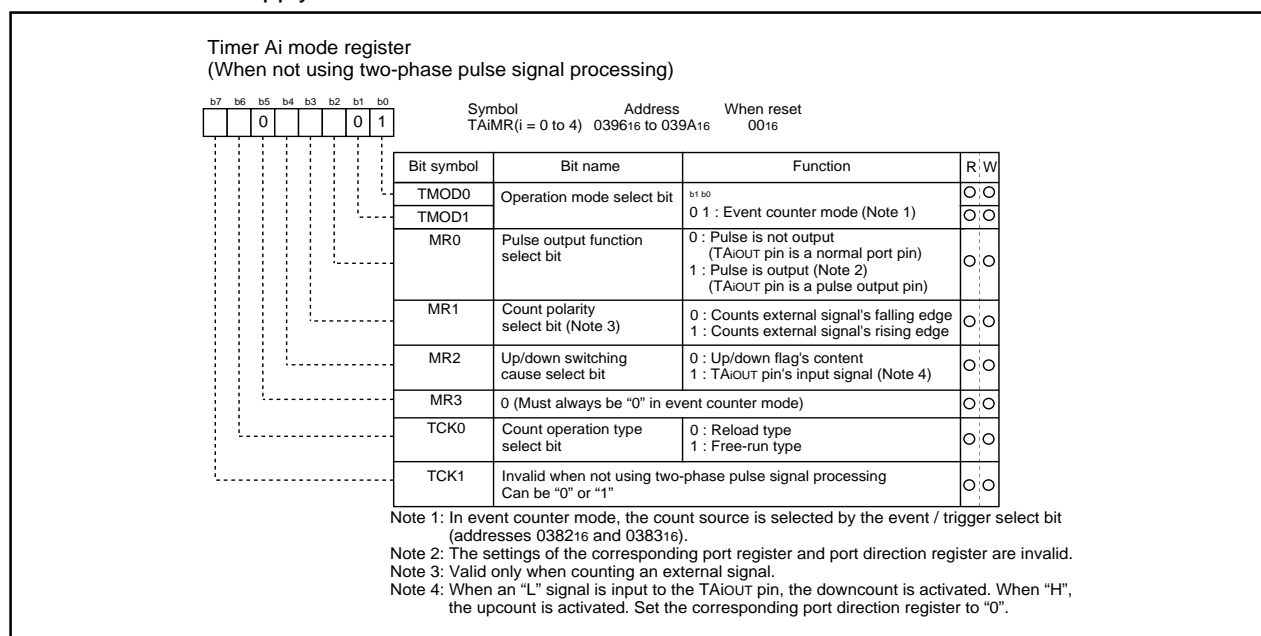 Timer Ai mode register
(When not using two-phase pulse signal processing)
b7 b6 b5 b4 b3 b2 b1 b0
0 0 1
Symbol Address When reset
TAiMR(i = 0 to 4) 039616 to 039A16 0016
Bit symbol Bit name Function R W
TMOD0 Operation mode select bit b1 b0
TMOD1 0 1 : Event counter mode (Note 1)
MR0 Pulse output function select bit
0 : Pulse is not output
(TAiOUT pin is a normal port pin)
1 : Pulse is output (Note 2)
(TAiOUT pin is a pulse output pin)
MR1 Count polarity select bit (Note 3)
0 : Counts external signal's falling edge
1 : Counts external signal's rising edge
MR2 Up/down switching cause select bit
0 : Up/down flag's content
1 : TAiOUT pin's input signal (Note 4)
MR3 0 (Must always be “0” in event counter mode)
TCK0 Count operation type select bit
0 : Reload type
1 : Free-run type
TCK1 Invalid when not using two-phase pulse signal processing
Can be “0” or “1”
Note 1: In event counter mode, the count source is selected by the event / trigger select bit
(addresses 038216 and 038316).
Note 2: The settings of the corresponding port register and port direction register are invalid.
Note 3: Valid only when counting an external signal.
Note 4: When an “L” signal is input to the TAiOUT pin, the downcount is activated. When “H”,
the upcount is activated. Set the corresponding port direction register to “0”.